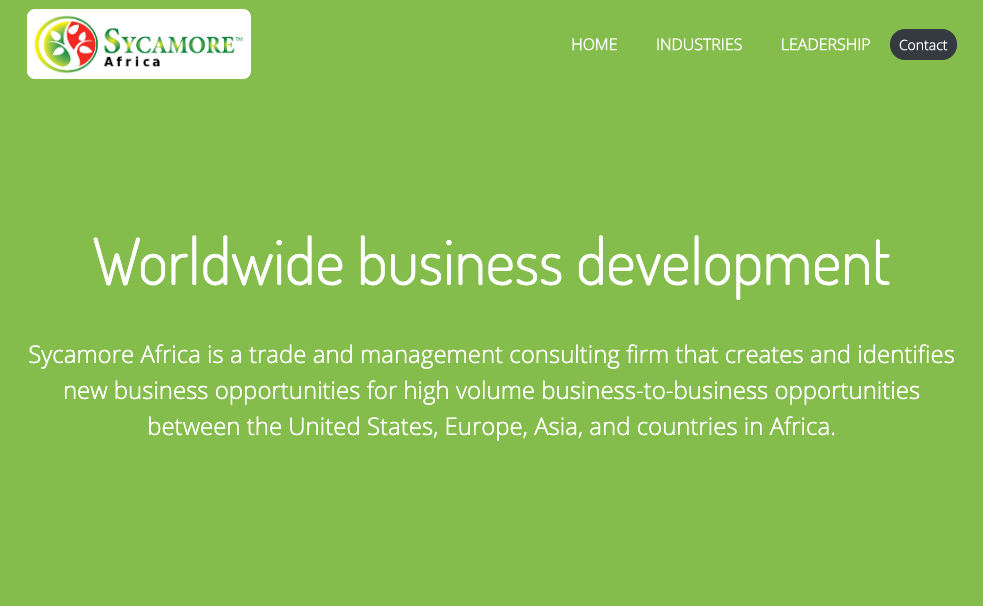 SYCAMORE™
Africa
HOME INDUSTRIES LEADERSHIP Contact
Worldwide business development
Sycamore Africa is a trade and management consulting firm that creates and identifies
new business opportunities for high volume business-to-business opportunities
between the United States, Europe, Asia, and countries in Africa.